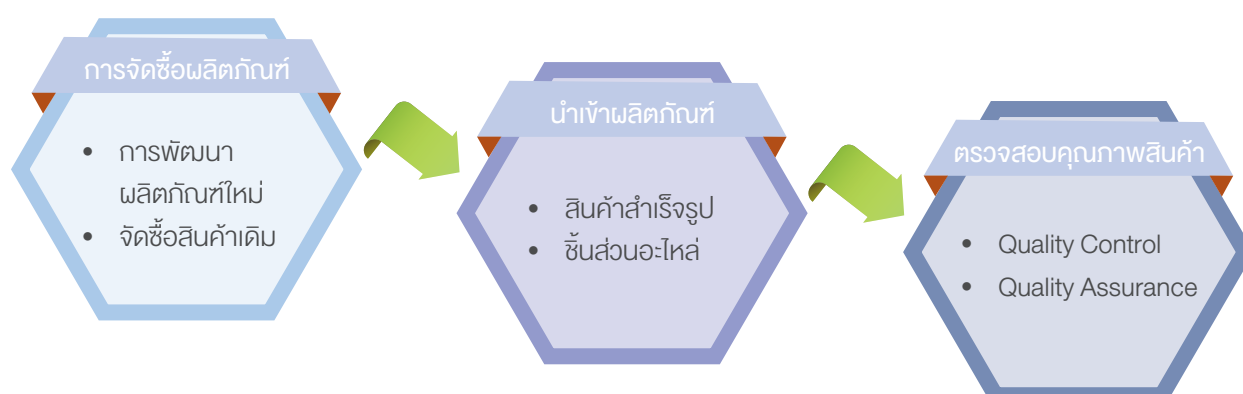 การจัดซื้อผลิตภัณฑ์
• การพัฒนา
ผลิตภัณฑ์ใหม่
• จัดซื้อสินค้าเดิม
นำเข้าผลิตภัณฑ์
• สินค้าสำเร็จรูป
• ชิ้นส่วนอะไหล่
ตรวจสอบคุณภาพสินค้า
• Quality Control
• Quality Assurance